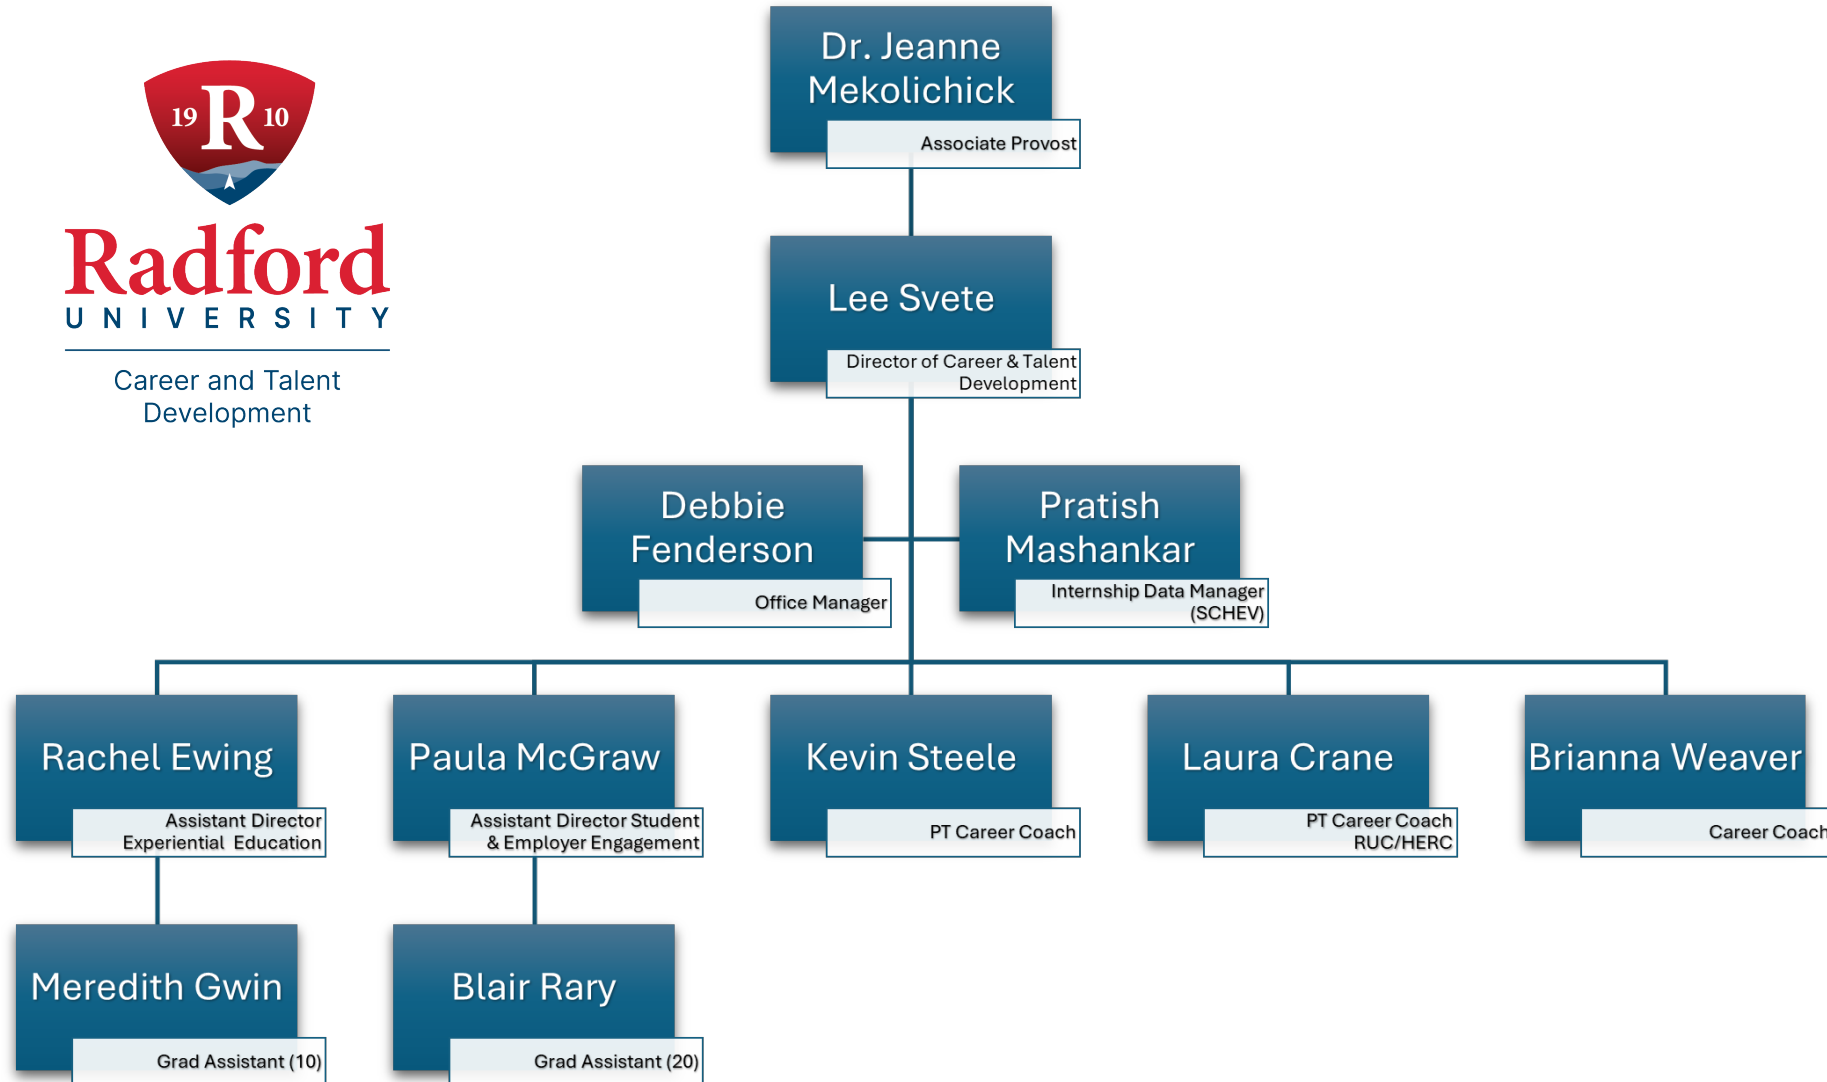 Dr. Jeanne
Mekolichick
Associate Provost
19 R 10
Radford
UNIVERSITY
Career and Talent
Development
Lee Svete
Director of Career & Talent
Development
Debbie
Fenderson
Office Manager
Pratish
Mashankar
Internship Data Manager
(SCHEV)
Rachel Ewing
Assistant Director
Experiential Education
Paula McGraw
Assistant Director Student
& Employer Engagement
Kevin Steele
PT Career Coach
Laura Crane
PT Career Coach
RUC/HERC
Brianna Weaver
Career Coach
Meredith Gwin
Grad Assistant (10)
Blair Rary
Grad Assistant (20)